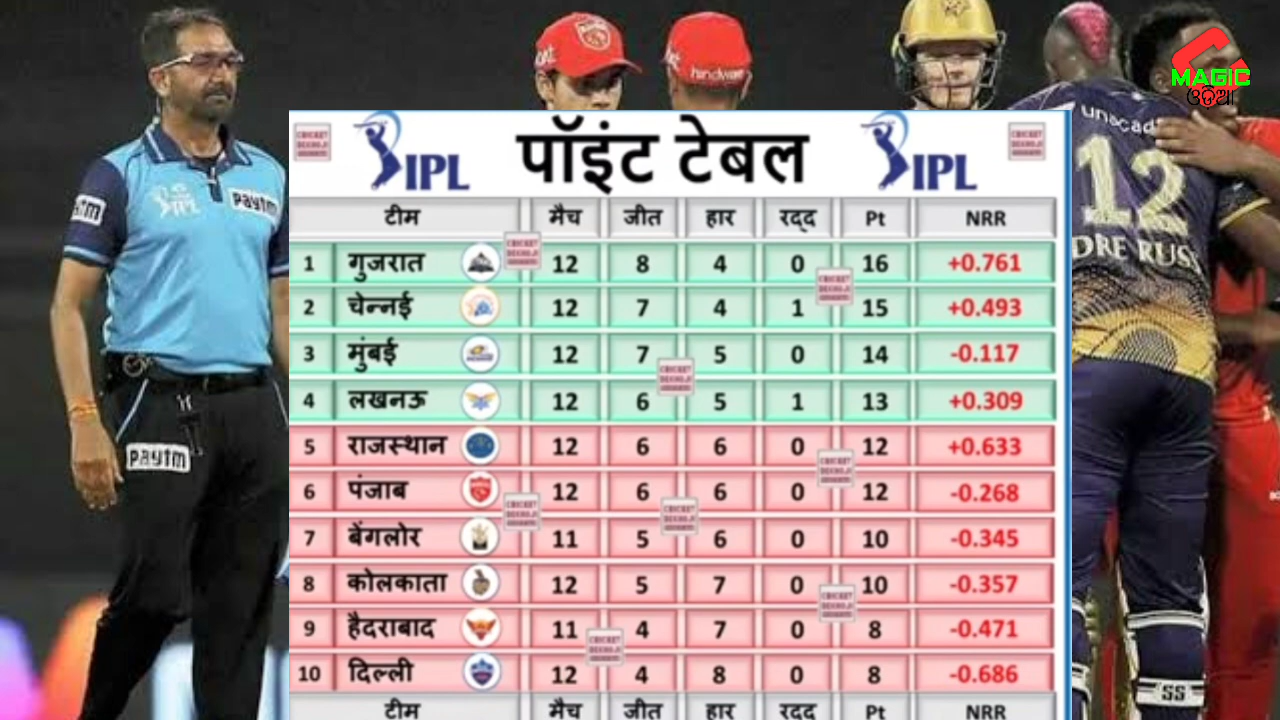 MAGIC
ଓଡ଼ିଆ
hindware
unacad
12
DRE RUSS
IPL
Paytm
Paytm
SS
IPL पॉइंट टेबल IPL
टीम मैच जीत हार रद्द Pt NRR
1 गुजरात 12 8 4 0 16 +0.761
2 चेन्नई 12 7 4 1 15 +0.493
3 मुंबई 12 7 5 0 14 -0.117
4 लखनऊ 12 6 5 1 13 +0.309
5 राजस्थान 12 6 6 0 12 +0.633
6 पंजाब 12 6 6 0 12 -0.268
7 बेंगलोर 11 5 6 0 10 -0.345
8 कोलकाता 12 5 7 0 10 -0.357
9 हैदराबाद 11 4 7 0 8 -0.471
10 दिल्ली 12 4 8 0 8 -0.686
टीम मैच जीत हार रद्द Pt NRR